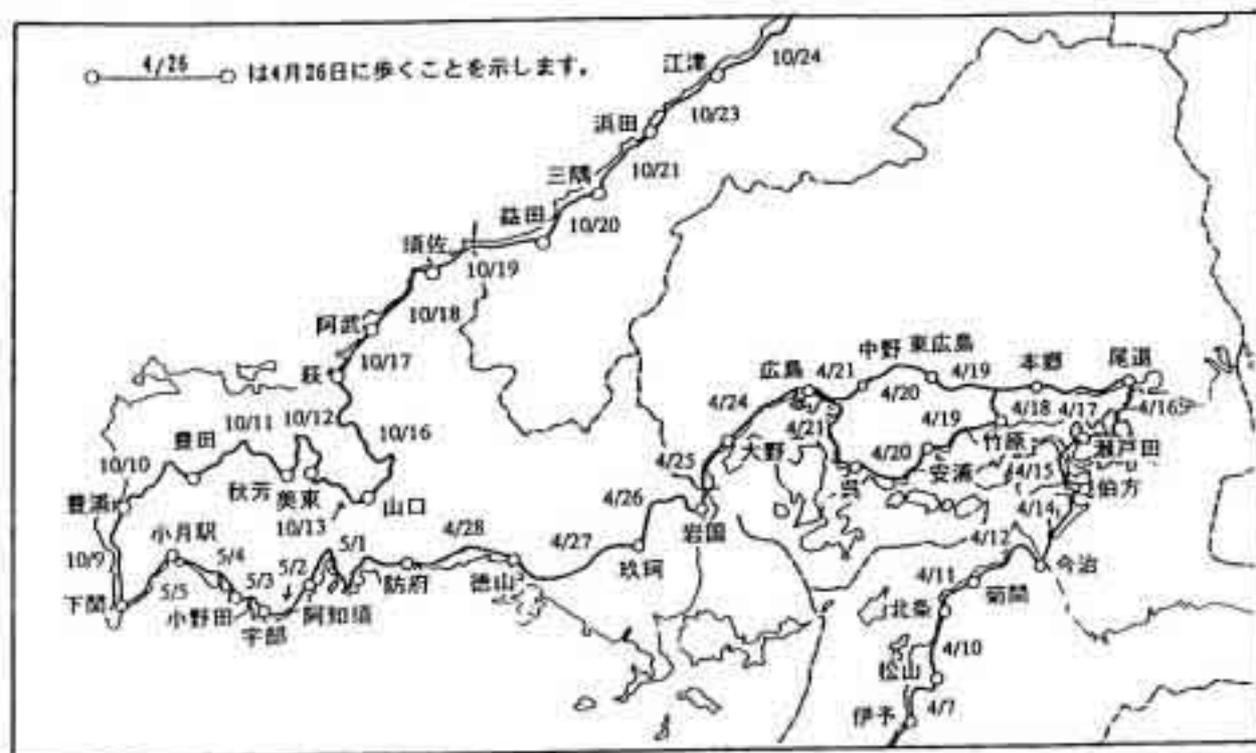 4/26
は4月26日に歩くことを示します。
江津
10/24
10/23
浜田
10/21
三隅
益田
10/20
須佐
10/19
10/18
阿武
10/17
萩
10/16
10/12
10/11
豊田
10/10
豊浜
秋芳
美東
10/13
山口
小月駅
10/9
5/4
5/5
5/3
5/2
5/1
下関
小野田
宇部
阿知須
防府
4/28
徳山
4/27
玖珂
4/26
岩国
4/25
大野
4/24
広島
4/21
中野
東広島
4/20
4/19
本郷
尾道
4/21
4/19
4/18
4/17
4/16
4/20
呉
安浦
竹原
瀬戸田
4/15
伯方
4/14
4/12
今治
4/11
菊間
北条
4/10
松山
伊予
4/7